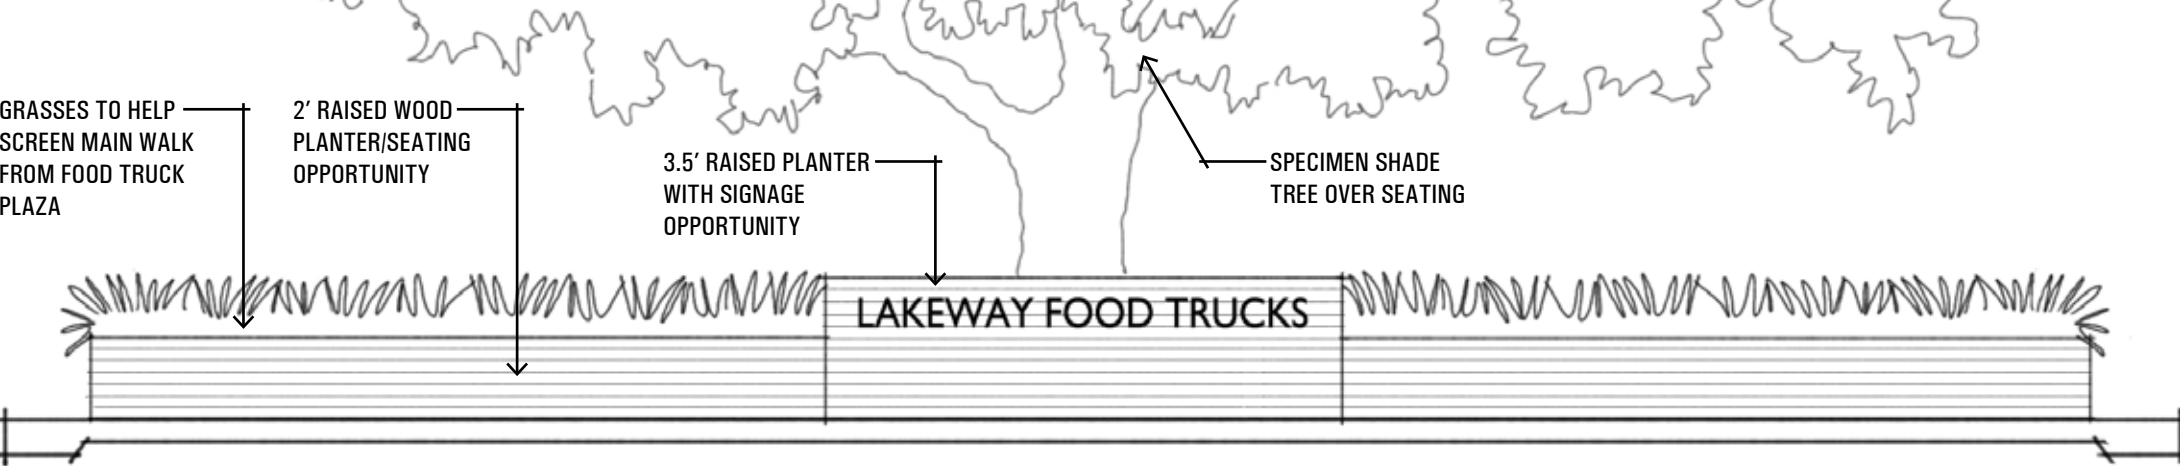 GRASSES TO HELP
SCREEN MAIN WALK
FROM FOOD TRUCK
PLAZA
2′ RAISED WOOD
PLANTER/SEATING
OPPORTUNITY
3.5′ RAISED PLANTER
WITH SIGNAGE
OPPORTUNITY
SPECIMEN SHADE
TREE OVER SEATING
LAKEWAY FOOD TRUCKS